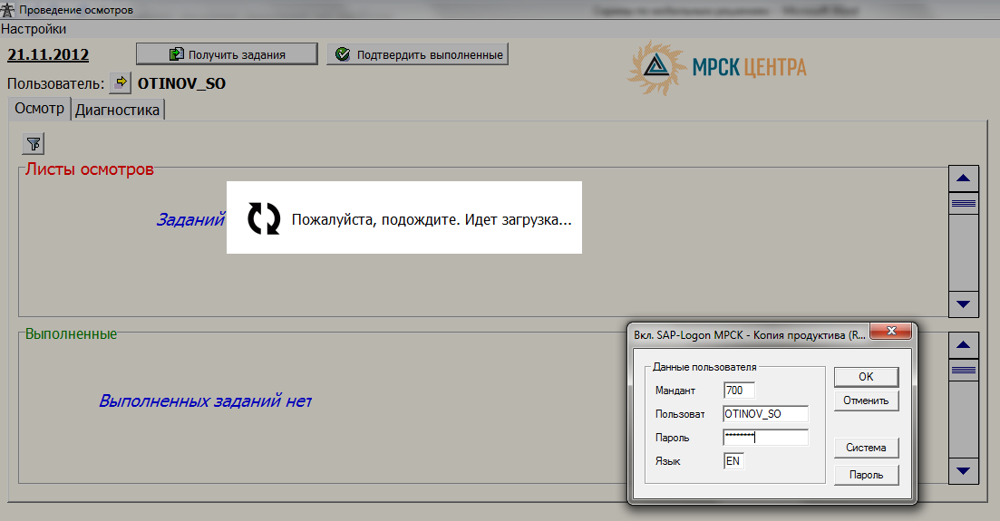 Проведение осмотров
Настройки
21.11.2012
Получить задания
Подтвердить выполненные
МРСК ЦЕНТРА
Пользователь:
OTINOV_SO
Осмотр
Диагностика
Листы осмотров
Заданий
Пожалуйста, подождите. Идет загрузка...
Выполненные
Выполненных заданий нет
Вкл. SAP-Logon МРСК - Копия продуктива (R...
Данные пользователя
Мандант
700
Пользоват
OTINOV_SO
Пароль
********
Язык
EN
OK
Отменить
Система
Пароль